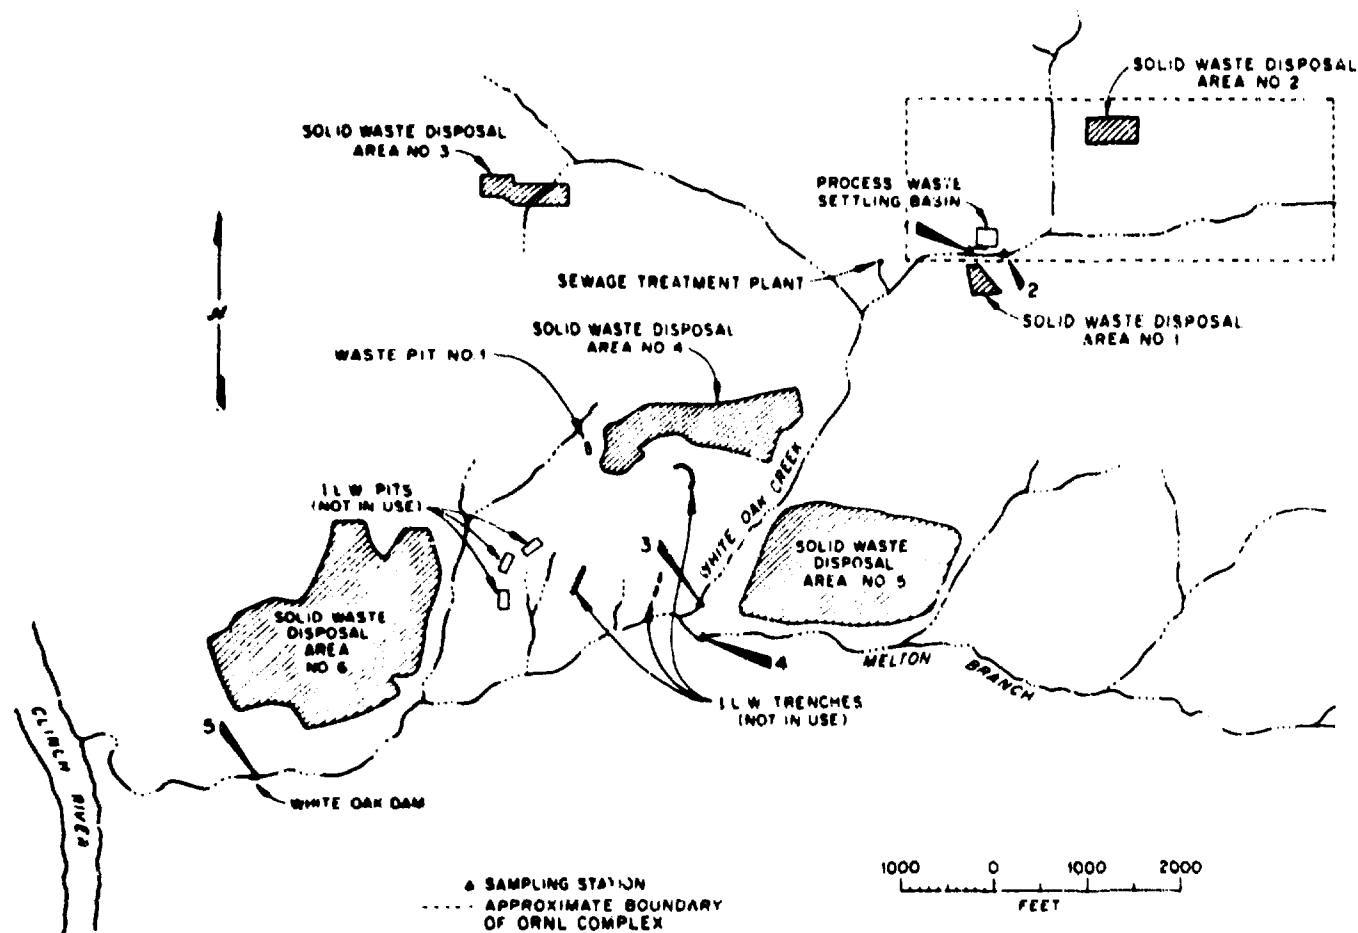 SOLID WASTE DISPOSAL
AREA NO 2
SOLID WASTE DISPOSAL
AREA NO. 3
PROCESS WASTE
SETTLING BASIN
SEWAGE TREATMENT PLANT
2
SOLID WASTE DISPOSAL
AREA NO 1
N
SOLID WASTE DISPOSAL
AREA NO 4
WASTE PIT NO. 1
I L W PITS
(NOT IN USE)
WHITE OAK CREEK
3
SOLID WASTE
DISPOSAL
AREA NO 5
SOLID WASTE
DISPOSAL
AREA
NO 6
4
MELTON BRANCH
I L W TRENCHES
(NOT IN USE)
5
CLINCH RIVER
WHITE OAK DAM
1000 0 1000 2000
FEET
SAMPLING STATION
APPROXIMATE BOUNDARY
OF ORNL COMPLEX